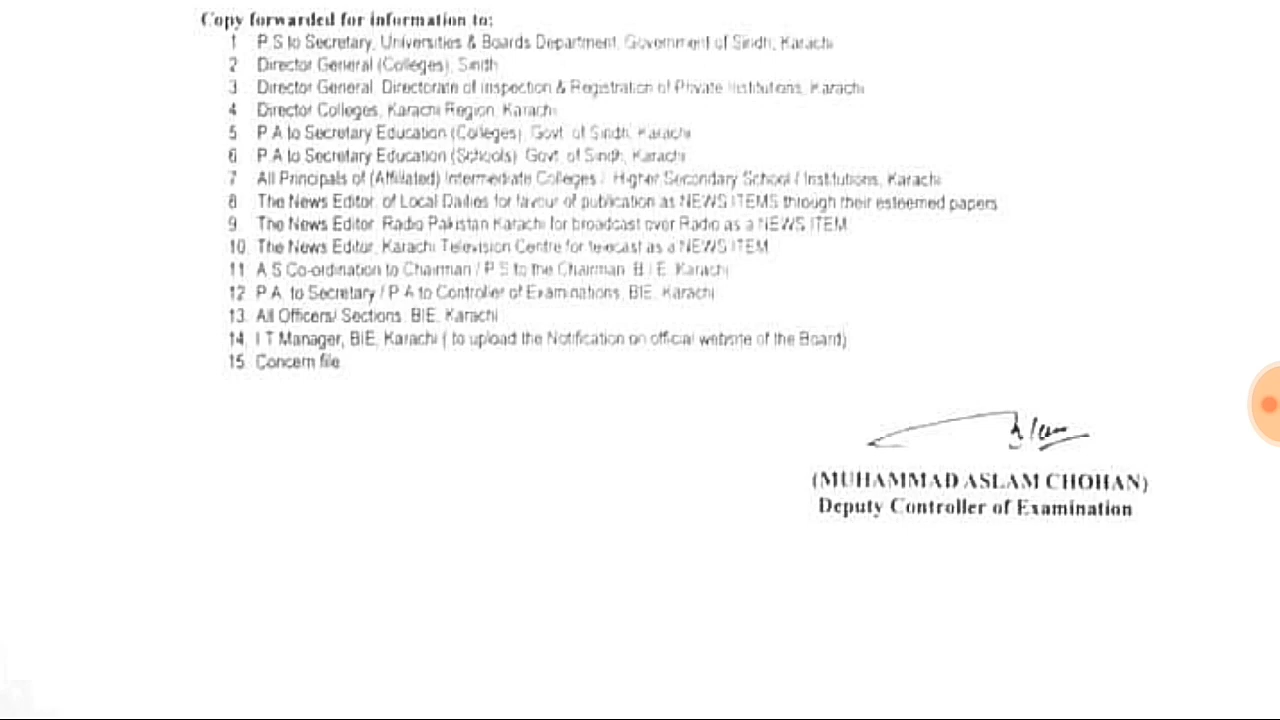 Copy forwarded for information to:
1 P S to Secretary, Universities & Boards Department, Government of Sindh, Karachi
2 Director General (Colleges), Sindh
3 Director General, Directorate of Inspection & Registration of Private Institutions, Karachi
4 Director Colleges, Karachi Region, Karachi
5 P A to Secretary Education (Colleges), Govt. of Sindh, Karachi
6 P.A to Secretary Education (Schools) Govt. of Sindh, Karachi
7 All Principals of (Affiliated) Intermediate Colleges / Higher Secondary School / Institutions, Karachi
8 The News Editor of Local Dailies for favour of publication as NEWS ITEMS through their esteemed papers
9 The News Editor, Radio Pakistan Karachi for broadcast over Radio as a NEWS ITEM
10. The News Editor, Karachi Television Centre for telecast as a NEWS ITEM
11 A S Co-ordination to Chairman / P S to the Chairman B I E, Karachi
12 P.A. to Secretary / P A to Controller of Examinations, BIE, Karachi
13. All Officers/ Sections, BIE, Karachi
14. I T Manager, BIE, Karachi ( to upload the Notification on official website of the Board)
15. Concern file
(MUHAMMAD ASLAM CHOHAN)
Deputy Controller of Examination